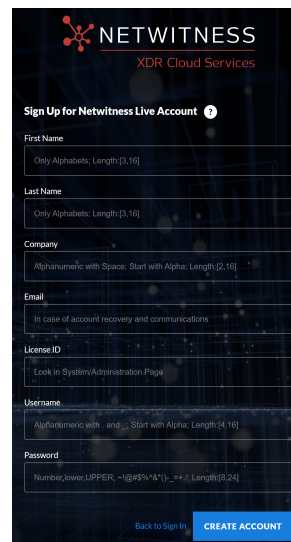 NETWITNESS
XDR Cloud Services
Sign Up for Netwitness Live Account ?
First Name
Only Alphabets; Length:[3,16]
Last Name
Only Alphabets; Length:[3,16]
Company
Alphanumeric with Space; Start with Alpha; Length:[2,16]
Email
In case of account recovery and communications
License ID
Look in System/Administration Page
Username
Alphanumeric with . and _; Start with Alpha; Length:[4,16]
Password
Number,lower,UPPER, ~!@#$%^&*()-_=+./; Length:[8,24]
Back to Sign In CREATE ACCOUNT